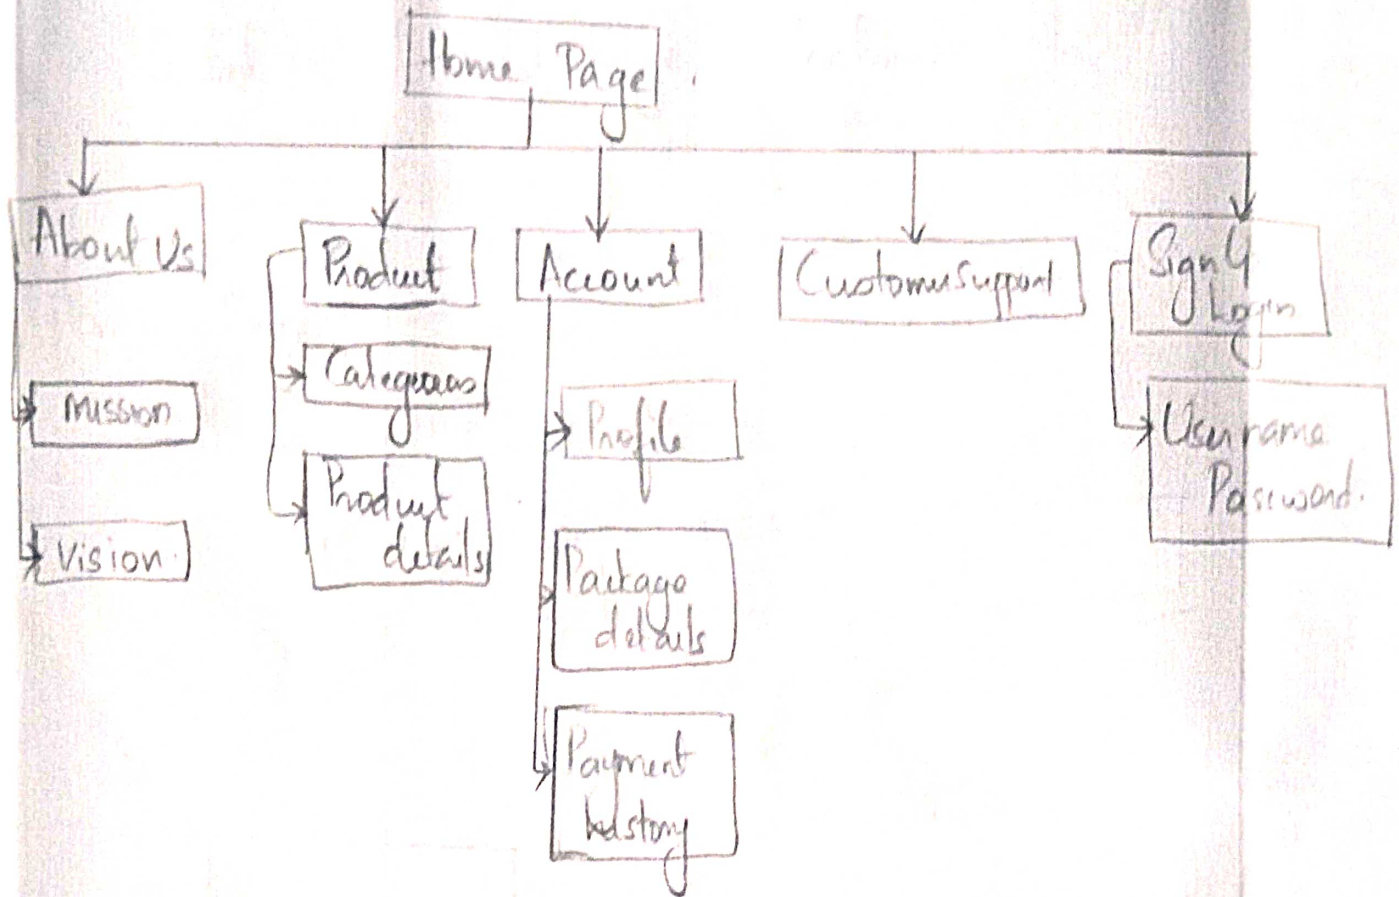 Home Page
About Us
Product
Account
Customer Support
Sign
Login
Mission
Vision
Categories
Product
details
Profile
Package
details
Payment
history
Username
Password.